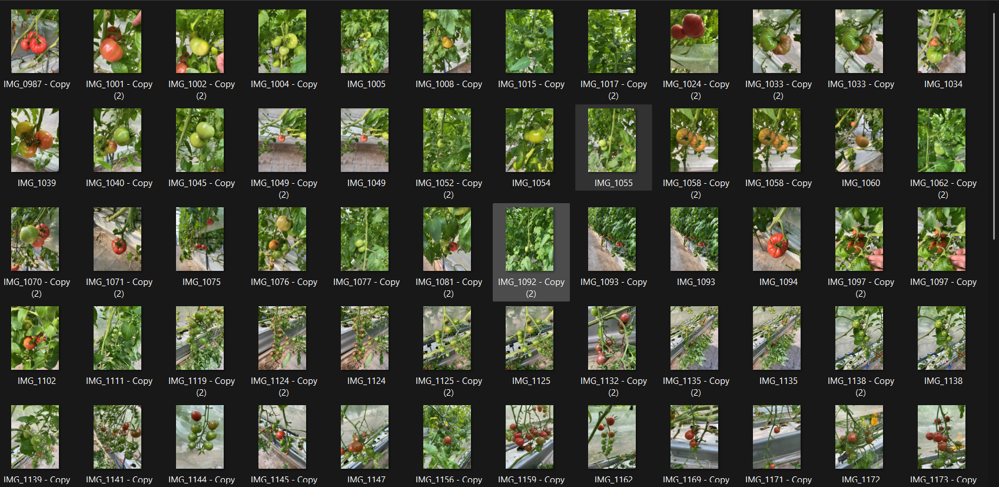 IMG_0987 - Copy
IMG_1001 - Copy
(2)
IMG_1002 - Copy
(2)
IMG_1004 - Copy
IMG_1005
IMG_1008 - Copy
IMG_1015 - Copy
IMG_1017 - Copy
(2)
IMG_1024 - Copy
(2)
IMG_1033 - Copy
(2)
IMG_1033 - Copy
IMG_1034
IMG_1039
IMG_1040 - Copy
IMG_1045 - Copy
IMG_1049 - Copy
(2)
IMG_1049
IMG_1052 - Copy
(2)
IMG_1054
IMG_1055
IMG_1058 - Copy
(2)
IMG_1058 - Copy
IMG_1060
IMG_1062 - Copy
(2)
IMG_1070 - Copy
(2)
IMG_1071 - Copy
(2)
IMG_1075
IMG_1076 - Copy
IMG_1077 - Copy
IMG_1081 - Copy
(2)
IMG_1092 - Copy
(2)
IMG_1093 - Copy
IMG_1093
IMG_1094
IMG_1097 - Copy
(2)
IMG_1097 - Copy
IMG_1102
IMG_1111 - Copy
IMG_1119 - Copy
(2)
IMG_1124 - Copy
(2)
IMG_1124
IMG_1125 - Copy
(2)
IMG_1125
IMG_1132 - Copy
(2)
IMG_1135 - Copy
(2)
IMG_1135
IMG_1138 - Copy
(2)
IMG_1138
IMG_1139 - Copy
IMG_1141 - Copy
IMG_1144 - Copy
IMG_1145 - Copy
IMG_1147
IMG_1156 - Copy
IMG_1159 - Copy
IMG_1162
IMG_1169 - Copy
IMG_1171 - Copy
IMG_1172
IMG_1173 - Copy